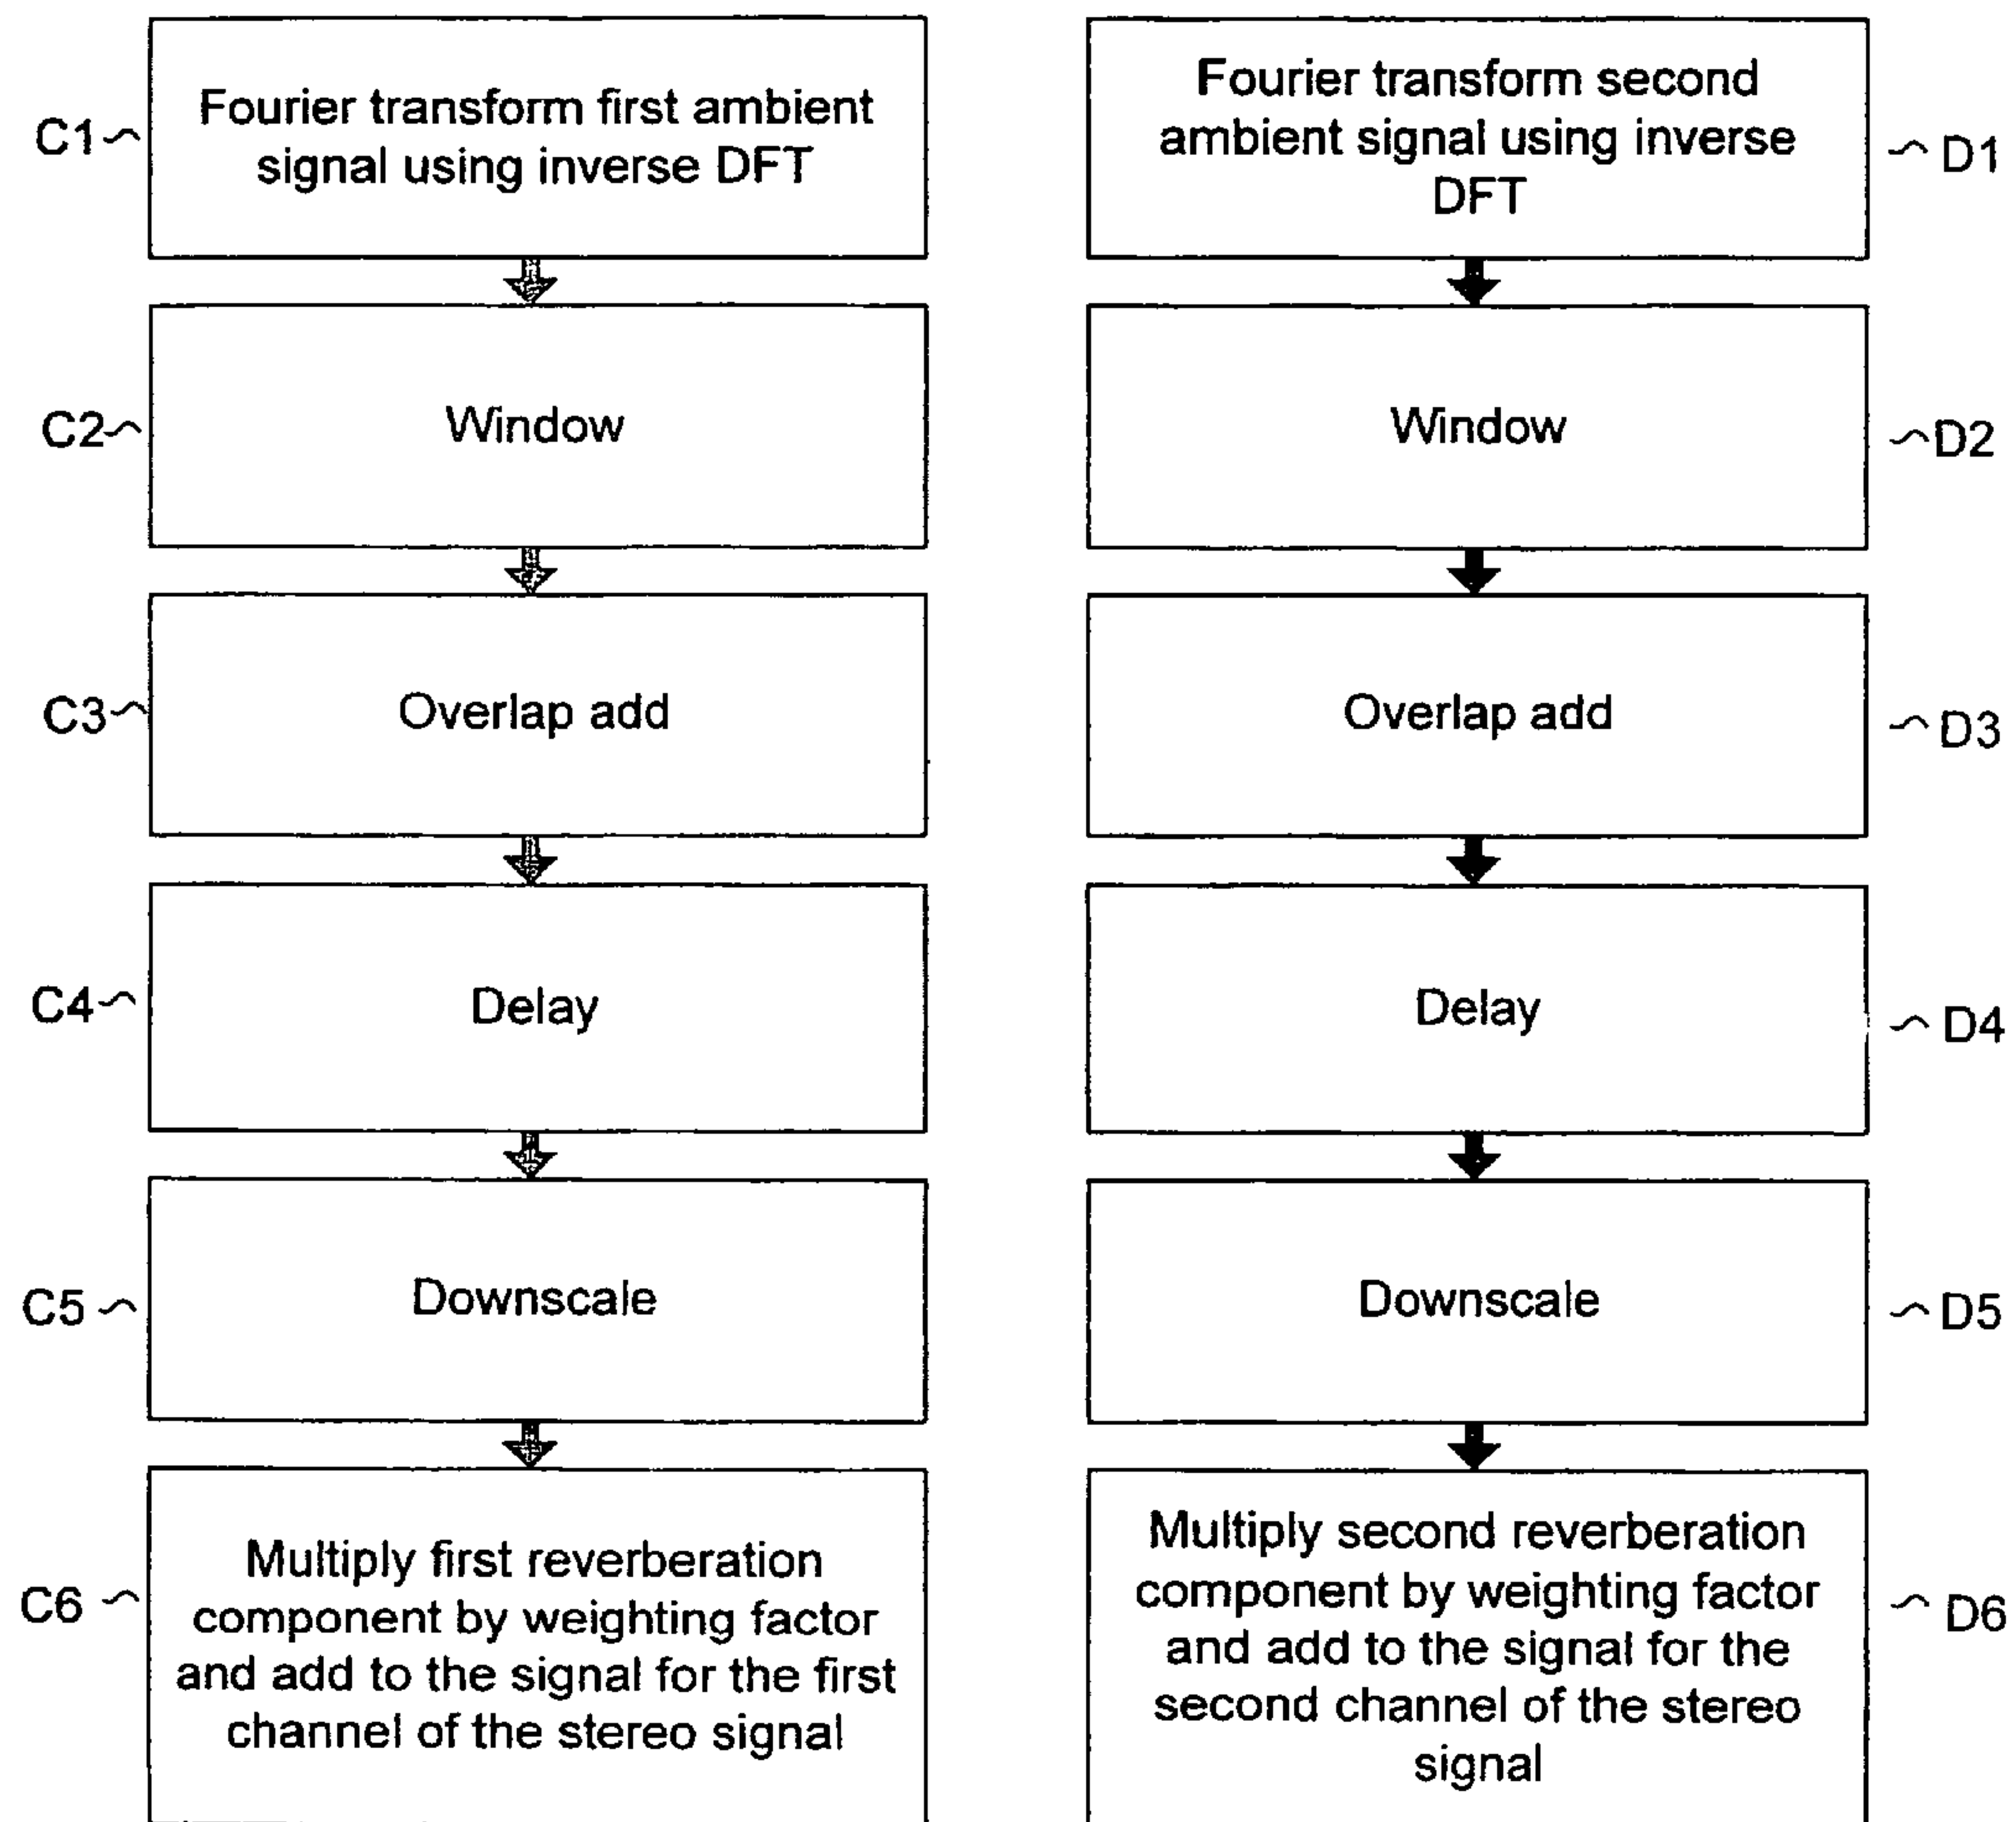 C1
Fourier transform first ambient
signal using inverse DFT
C2
Window
C3
Overlap add
C4
Delay
C5
Downscale
C6
Multiply first reverberation
component by weighting factor
and add to the signal for the first
channel of the stereo signal
Fourier transform second
ambient signal using inverse
DFT
D1
Window
D2
Overlap add
D3
Delay
D4
Downscale
D5
Multiply second reverberation
component by weighting factor
and add to the signal for the
second channel of the stereo
signal
D6